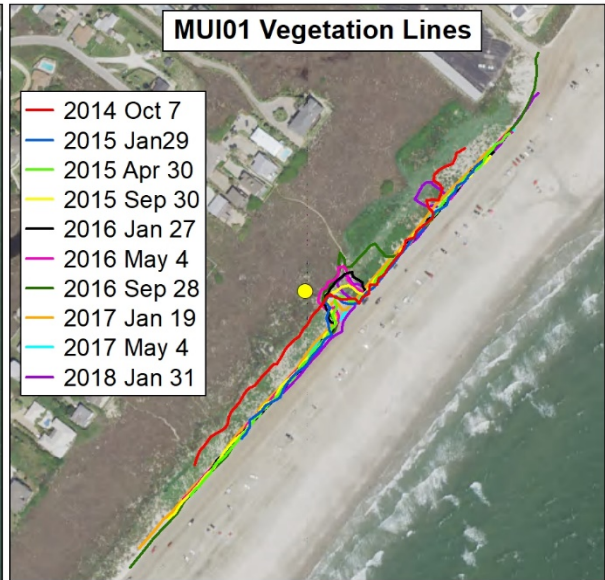 MUI01 Vegetation Lines
2014 Oct 7
2015 Jan29
2015 Apr 30
2015 Sep 30
2016 Jan 27
2016 May 4
2016 Sep 28
2017 Jan 19
2017 May 4
2018 Jan 31